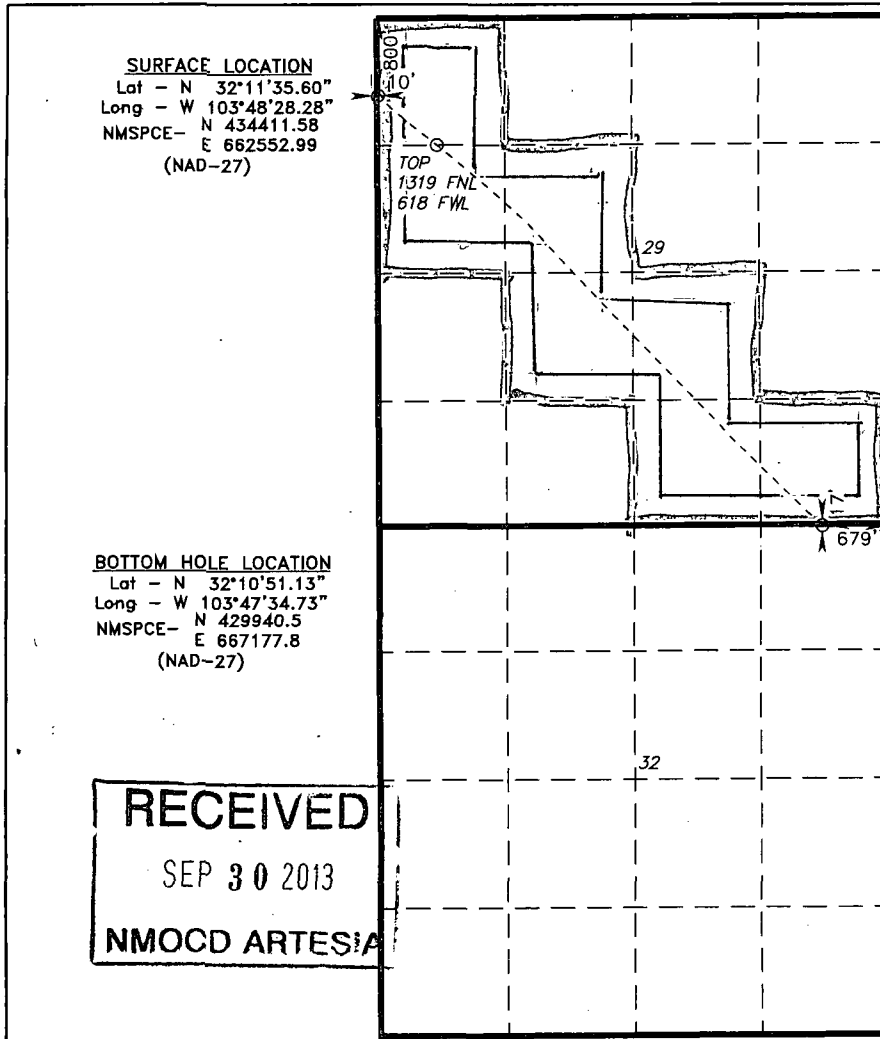 SURFACE LOCATION
Lat - N 32°11'35.60"
Long - W 103°48'28.28"
NMSPCE- N 434411.58
E 662552.99
(NAD-27)
800'
10'
TOP
1319 FNL
618 FWL
29
17'
679'
BOTTOM HOLE LOCATION
Lat - N 32°10'51.13"
Long - W 103°47'34.73"
NMSPCE- N 429940.5
E 667177.8
(NAD-27)
32
RECEIVED
SEP 30 2013
NMOCD ARTESIA